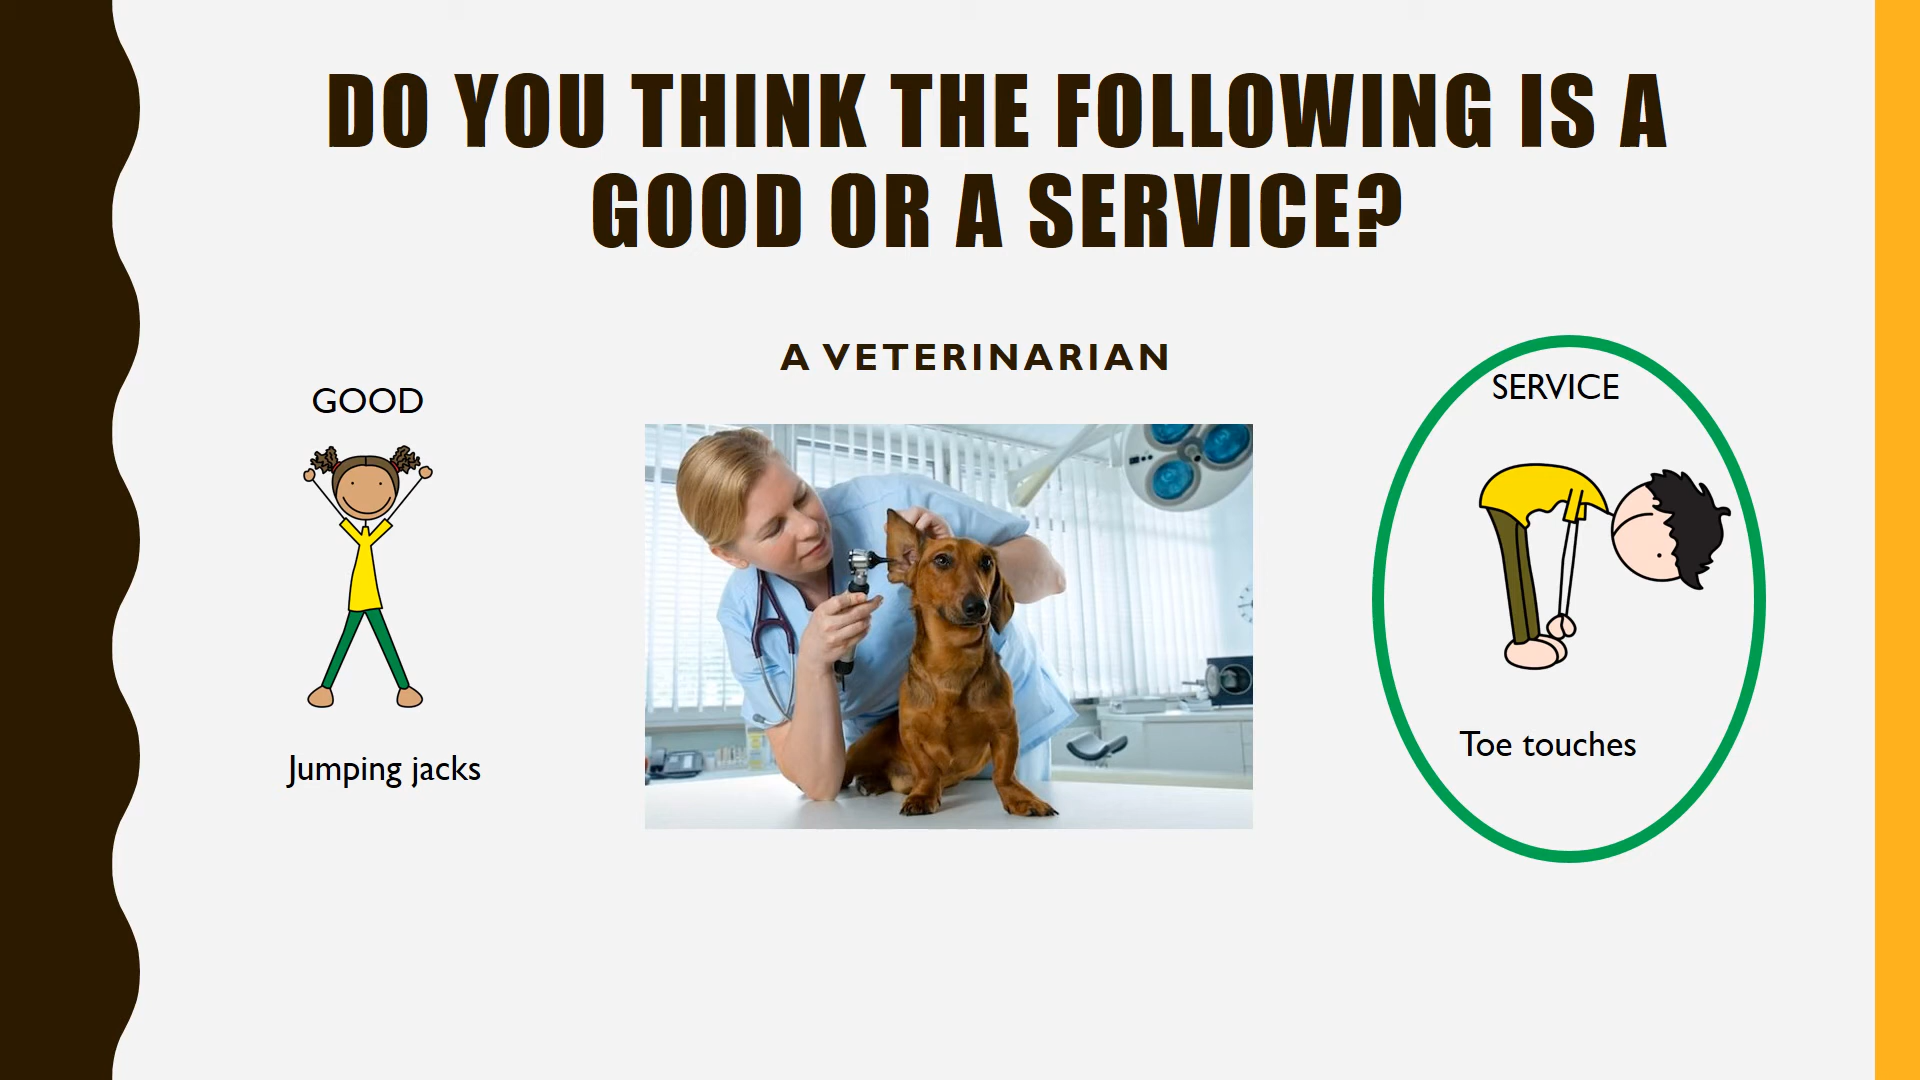 DO YOU THINK THE FOLLOWING IS A
GOOD OR A SERVICE?
A VETERINARIAN
GOOD
Jumping jacks
SERVICE
Toe touches